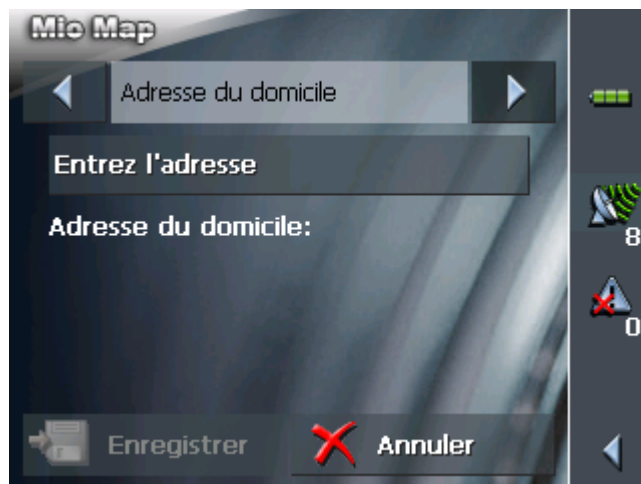 Mio Map
Adresse du domicile
Entrez l'adresse
Adresse du domicile:
8
0
Enregistrer
Annuler